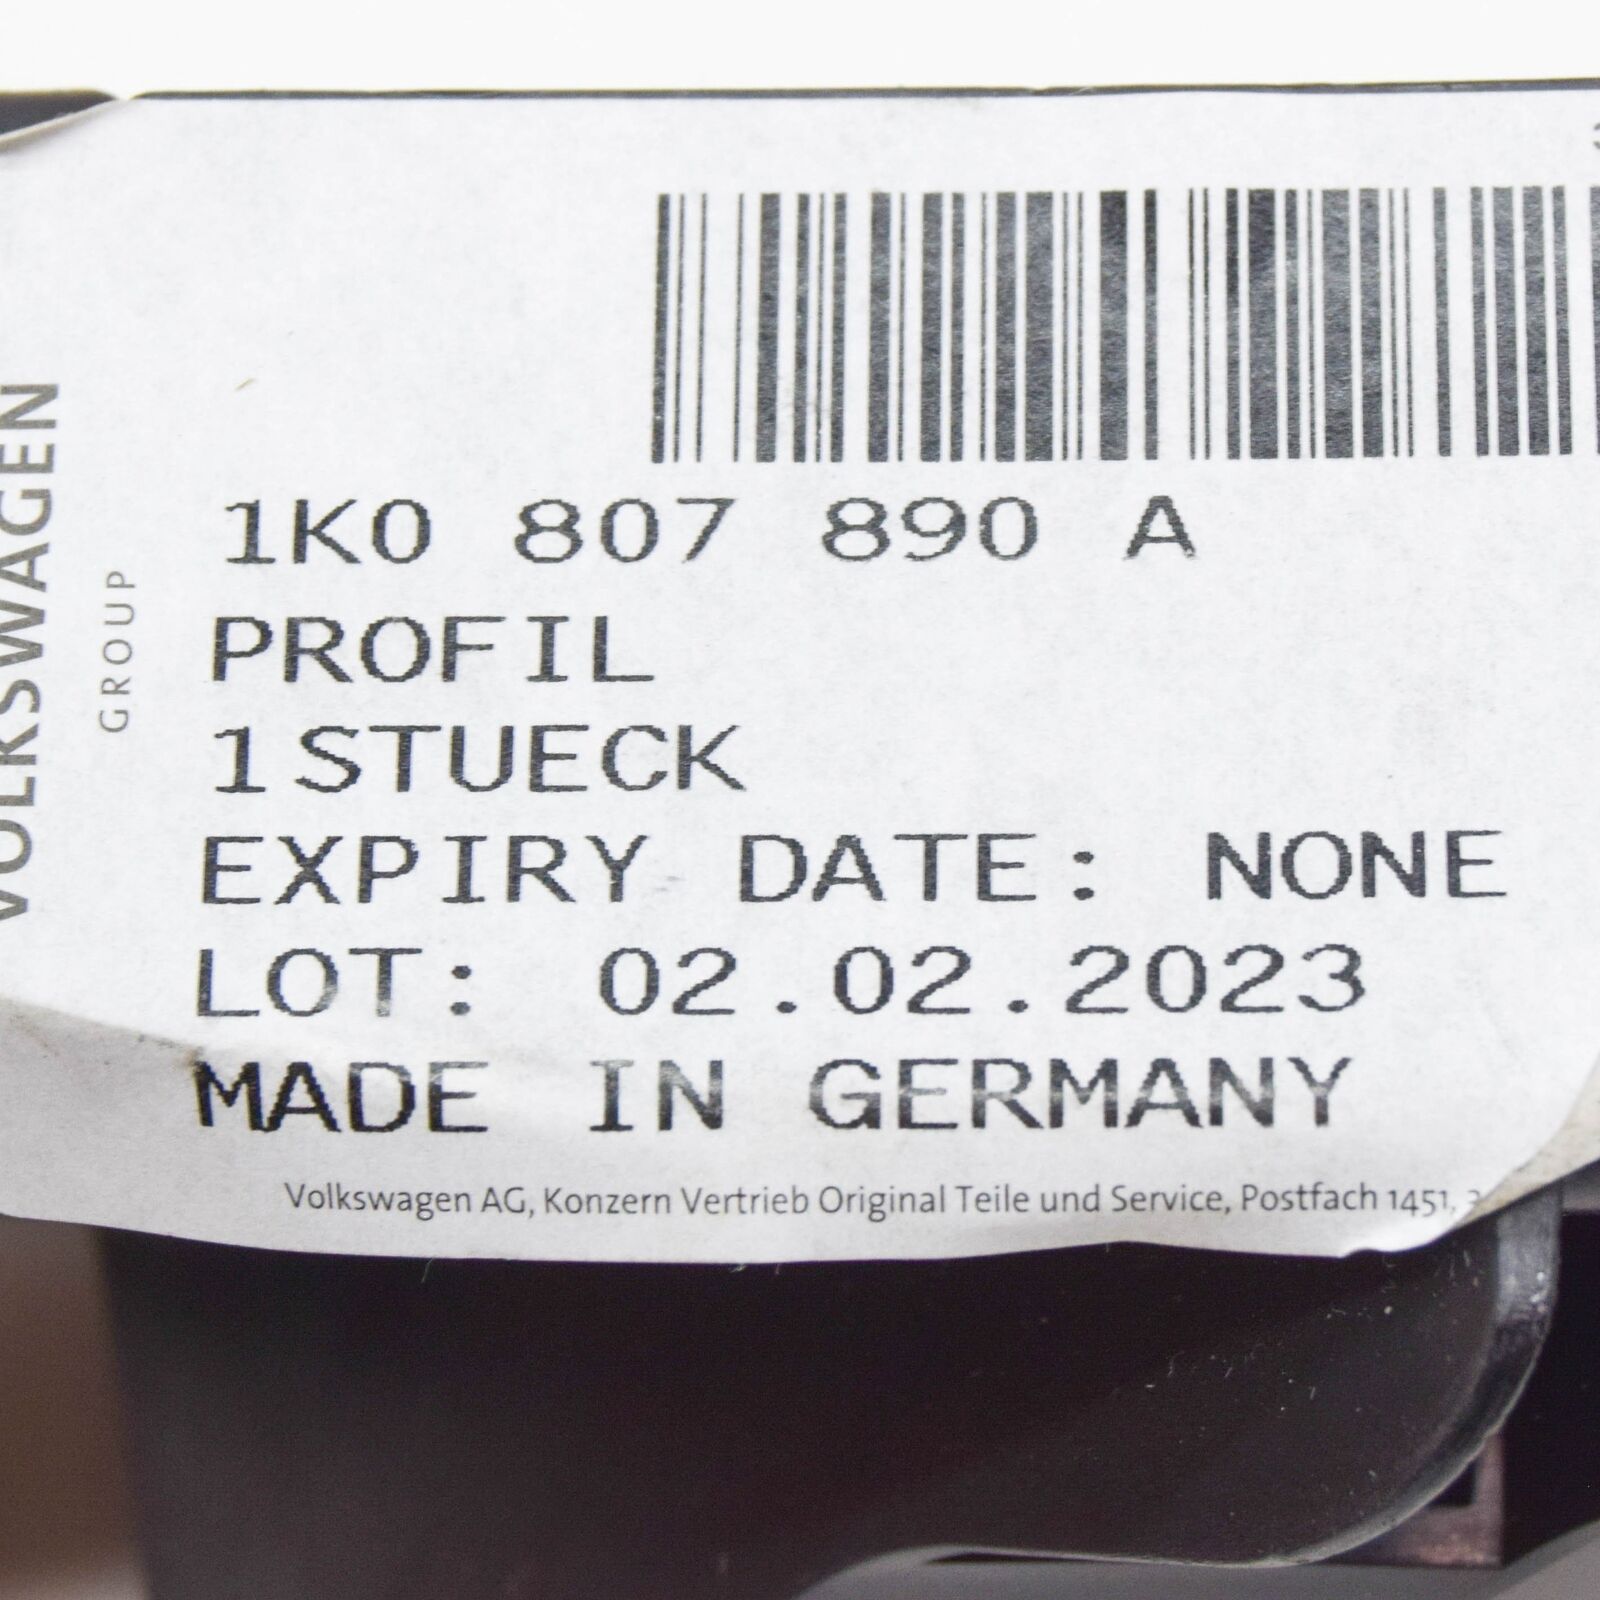 VOLKSWAGEN
GROUP
1K0 807 890 A
PROFIL
1STUECK
EXPIRY DATE: NONE
LOT: 02.02.2023
MADE IN GERMANY
Volkswagen AG, Konzern Vertrieb Original Teile und Service, Postfach 1451,